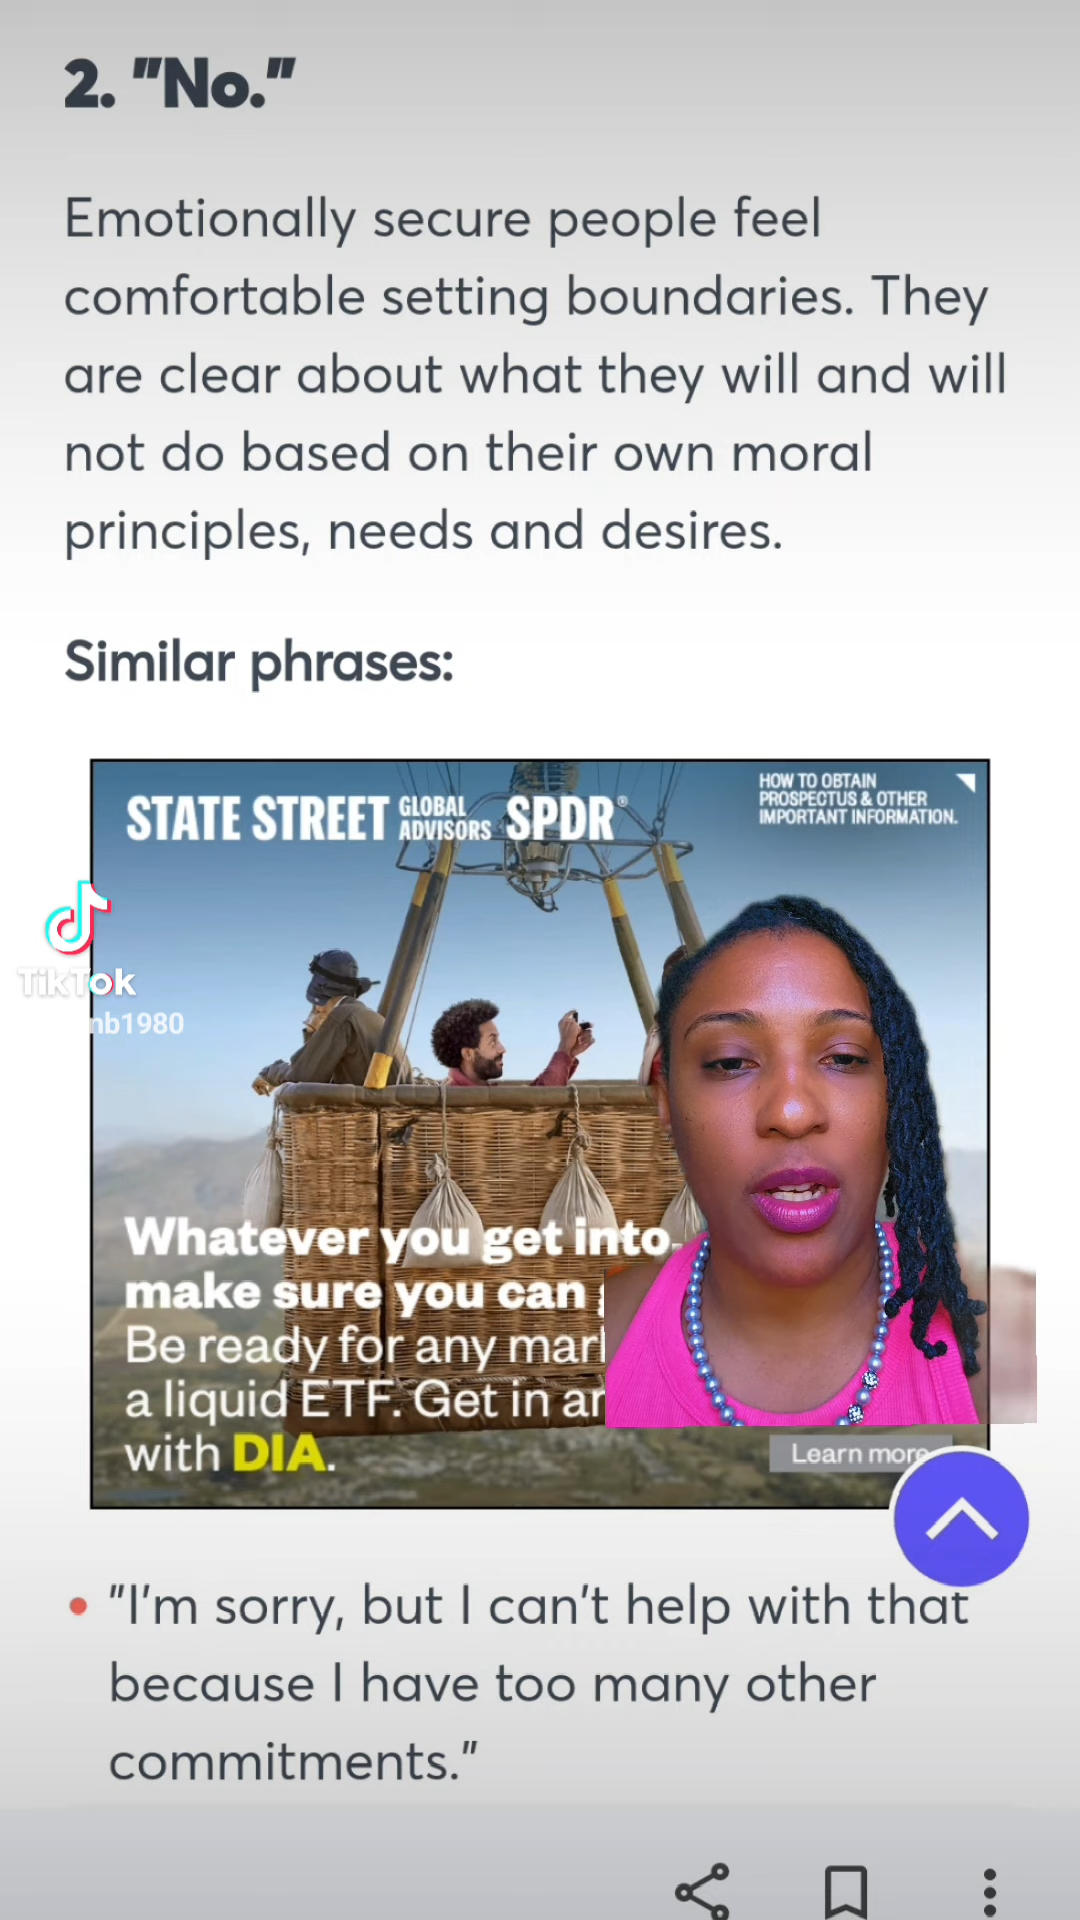 2. "No."
Emotionally secure people feel
comfortable setting boundaries. They
are clear about what they will and will
not do based on their own moral
principles, needs and desires.
Similar phrases:
STATE STREET GLOBAL ADVISORS SPDR®
HOW TO OBTAIN
PROSPECTUS & OTHER
IMPORTANT INFORMATION.
TikTok
nb1980
Whatever you get into
make sure you can
Be ready for any
a liquid ETF. Get in
with DIA.
Learn more
• "I'm sorry, but I can't help with that
because I have too many other
commitments."